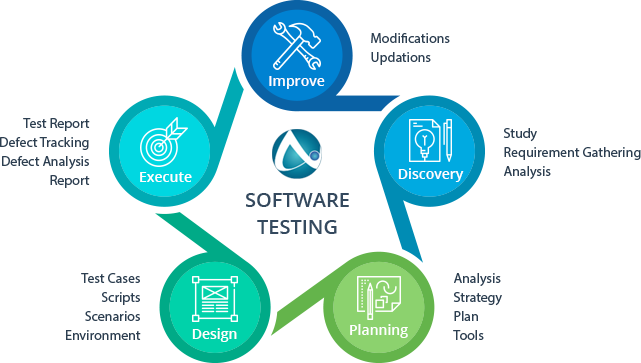 Improve
Modifications
Updations
Discovery
Study
Requirement Gathering
Analysis
Planning
Analysis
Strategy
Plan
Tools
Design
Test Cases
Scripts
Scenarios
Environment
Execute
Test Report
Defect Tracking
Defect Analysis
Report
SOFTWARE
TESTING